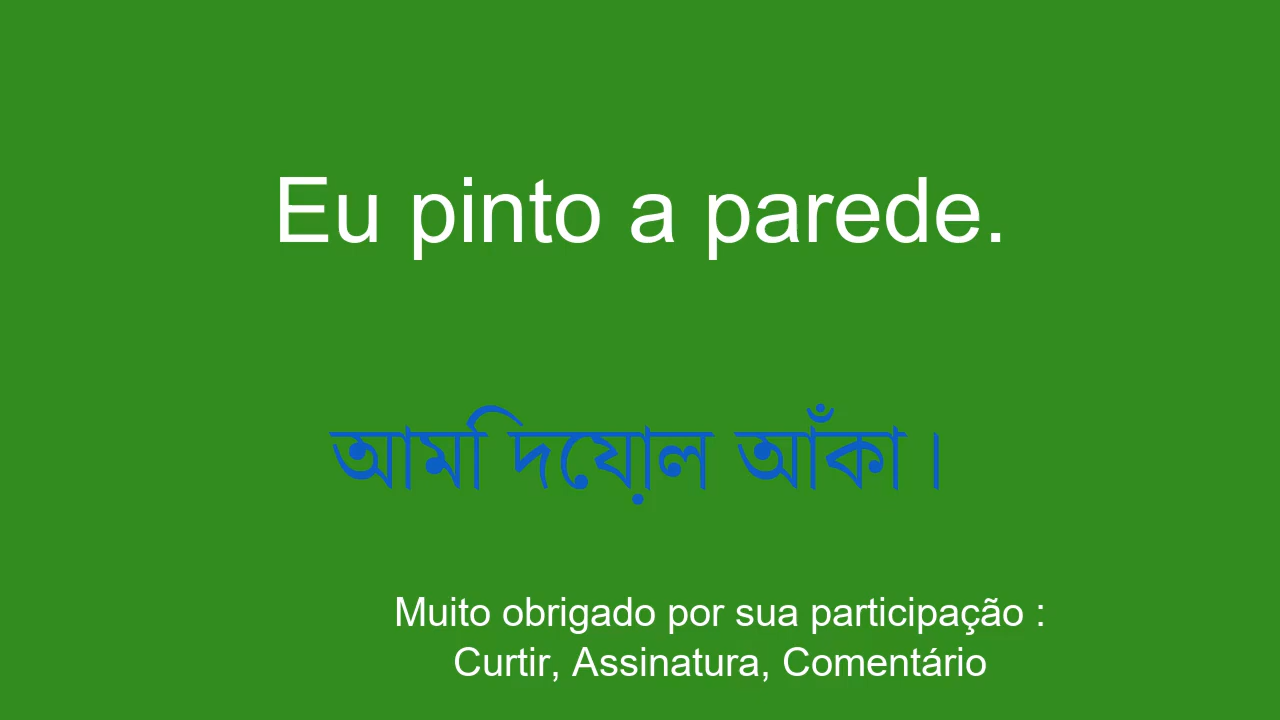 Eu pinto a parede.
আমি দেয়াল আঁকা।
Muito obrigado por sua participação :
Curtir, Assinatura, Comentário